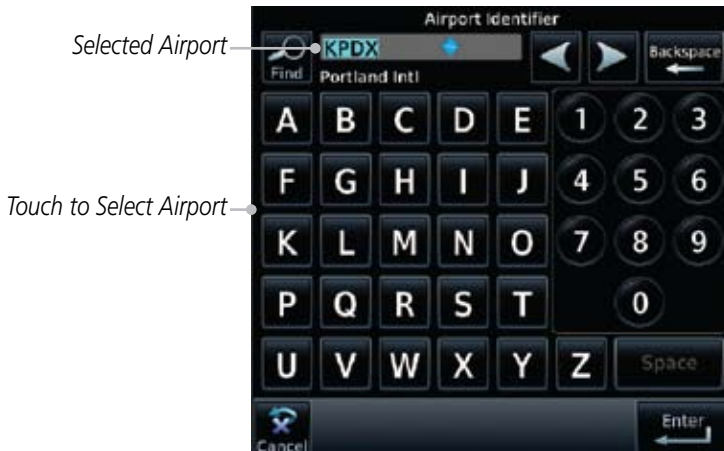 Airport Identifier
Selected Airport
KPDX
Find
Portland Intl
Backspace
A B C D E 1 2 3
Touch to Select Airport
F G H I J 4 5 6
K L M N O 7 8 9
P Q R S T 0
U V W X Y Z Space
Cancel
Enter